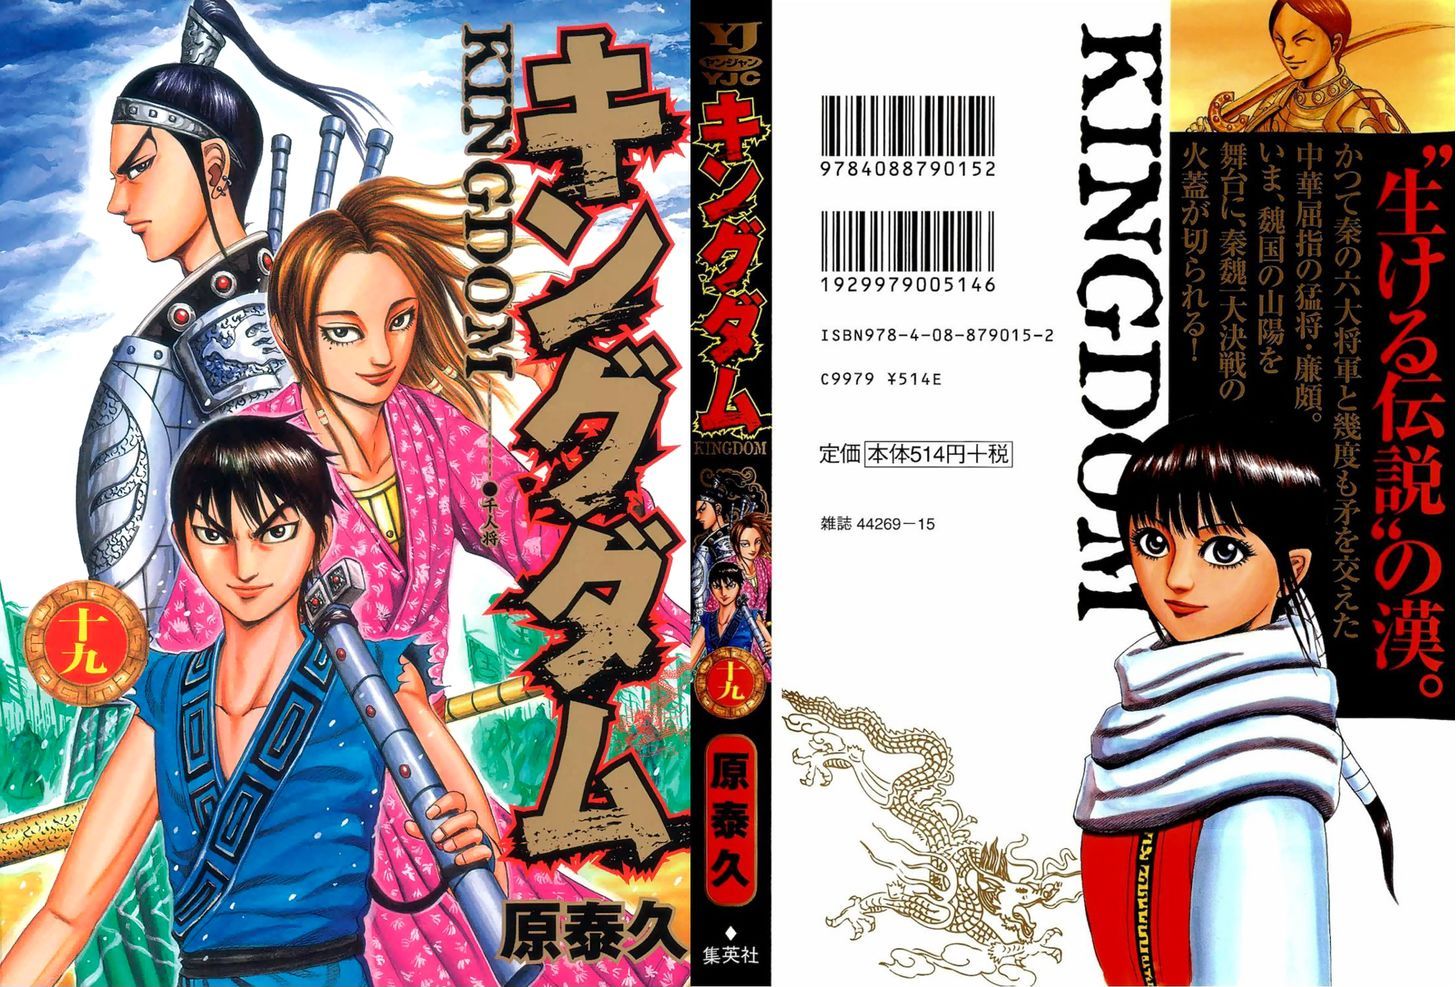 キングダム
KINGDOM
●千人将
十九
原泰久
YJ
ヤンジャン
YJC
キングダム
KINGDOM
十九
原泰久
集英社
9784088790152
1929979005146
ISBN978-4-08-879015-2
C9979 ¥514E
定価 本体514円+税
雑誌 44269-15
KINGDOM
"生ける伝説"の漢。
かつて秦の六大将軍と幾度も矛を交えた
中華屈指の猛将・廉頗。
いま、魏国の山陽を
舞台に、秦魏二大決戦の
火蓋が切られる!